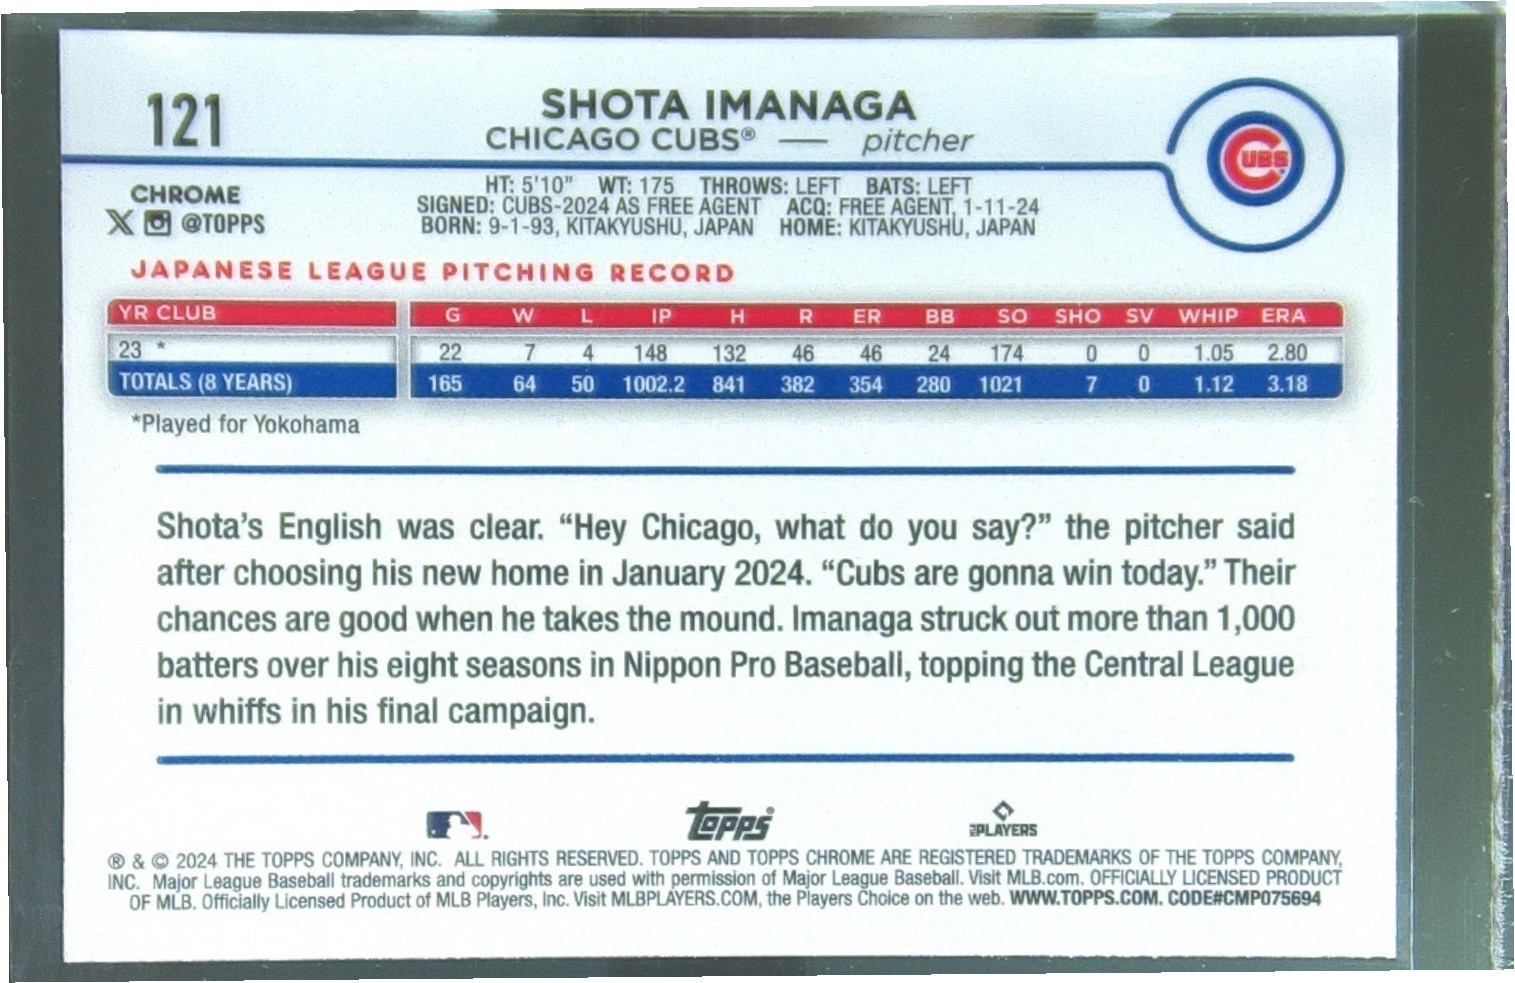 121
SHOTA IMANAGA
CHICAGO CUBS® — pitcher
CUBS
CHROME
@TOPPS
HT: 5'10" WT: 175 THROWS: LEFT BATS: LEFT
SIGNED: CUBS-2024 AS FREE AGENT ACQ: FREE AGENT, 1-11-24
BORN: 9-1-93, KITAKYUSHU, JAPAN HOME: KITAKYUSHU, JAPAN
JAPANESE LEAGUE PITCHING RECORD
YR CLUB G W L IP H R ER BB SO SHO SV WHIP ERA
23 * 22 7 4 148 132 46 46 24 174 0 0 1.05 2.80
TOTALS (8 YEARS) 165 64 50 1002.2 841 382 354 280 1021 7 0 1.12 3.18
*Played for Yokohama
Shota's English was clear. “Hey Chicago, what do you say?” the pitcher said
after choosing his new home in January 2024. “Cubs are gonna win today.” Their
chances are good when he takes the mound. Imanaga struck out more than 1,000
batters over his eight seasons in Nippon Pro Baseball, topping the Central League
in whiffs in his final campaign.
Topps
MLB PLAYERS
® & © 2024 THE TOPPS COMPANY, INC. ALL RIGHTS RESERVED. TOPPS AND TOPPS CHROME ARE REGISTERED TRADEMARKS OF THE TOPPS COMPANY,
INC. Major League Baseball trademarks and copyrights are used with permission of Major League Baseball. Visit MLB.com. OFFICIALLY LICENSED PRODUCT
OF MLB. Officially Licensed Product of MLB Players, Inc. Visit MLBPLAYERS.COM, the Players Choice on the web. WWW.TOPPS.COM. CODE#CMP075694